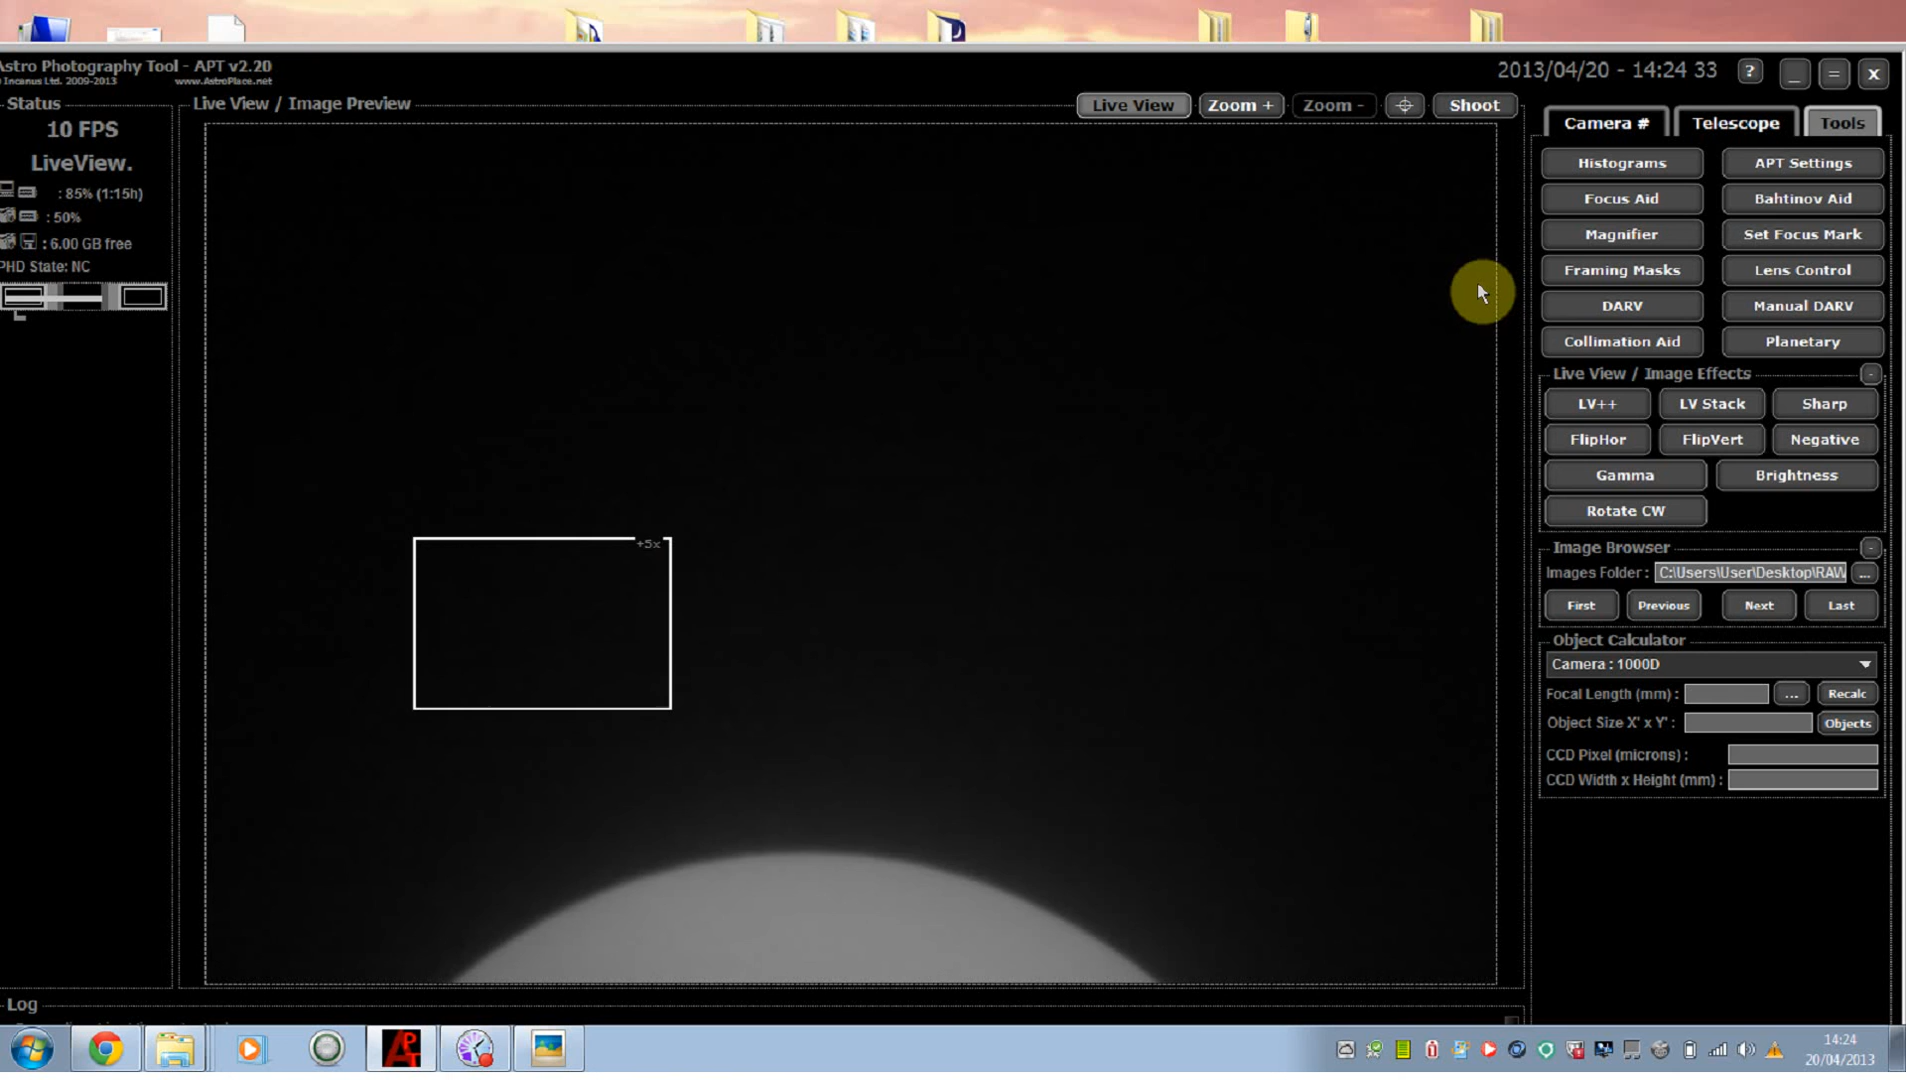 Astro Photography Tool - APT v2.20
© Incanus Ltd. 2009-2013 www.AstroPlace.net
2013/04/20 - 14:24 33 ? _ = x
Status
10 FPS
LiveView.
: 85% (1:15h)
: 50%
: 6.00 GB free
PHD State: NC
Live View / Image Preview
Live View Zoom + Zoom - Shoot
+5x
Camera # Telescope Tools
Histograms APT Settings
Focus Aid Bahtinov Aid
Magnifier Set Focus Mark
Framing Masks Lens Control
DARV Manual DARV
Collimation Aid Planetary
Live View / Image Effects -
LV++ LV Stack Sharp
FlipHor FlipVert Negative
Gamma Brightness
Rotate CW
Image Browser -
Images Folder : C:\Users\User\Desktop\RAW ...
First Previous Next Last
Object Calculator
Camera : 1000D
Focal Length (mm) : ... Recalc
Object Size X' x Y' : Objects
CCD Pixel (microns) :
CCD Width x Height (mm) :
Log
APT
14:24
20/04/2013